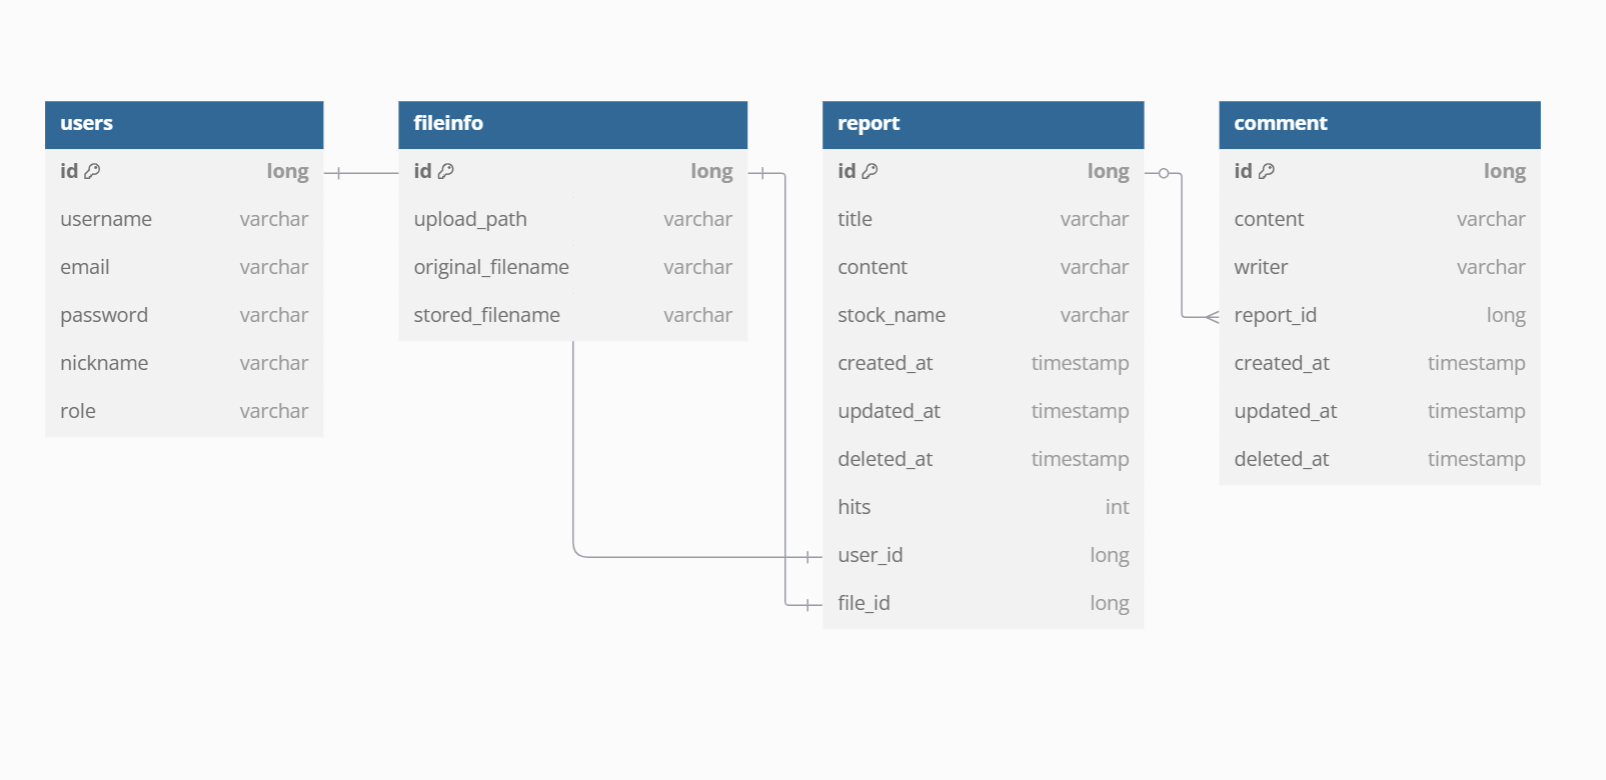 users
id long
username varchar
email varchar
password varchar
nickname varchar
role varchar
fileinfo
id long
upload_path varchar
original_filename varchar
stored_filename varchar
report
id long
title varchar
content varchar
stock_name varchar
created_at timestamp
updated_at timestamp
deleted_at timestamp
hits int
user_id long
file_id long
comment
id long
content varchar
writer varchar
report_id long
created_at timestamp
updated_at timestamp
deleted_at timestamp